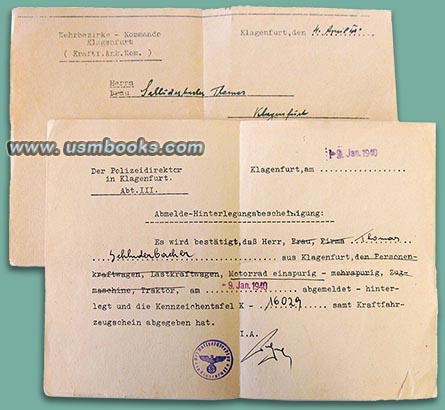 Wehrbezirks - Kommando
Klagenfurt
( Kraftf.Ank.Kom. )
Klagenfurt,den
Herrn
Frau
Thomas
Klagenfurt
www.usmbooks.com
Der Polizeidirektor
in Klagenfurt.
Abt.III.
-9. Jan. 1940
Klagenfurt,am ................
Abmelde-Hinterlegungsbescheinigung:
Es wird bestätigt,daß Herr, Frau, Firma Thomas
Schluderbacher aus Klagenfurt,den Personen-
kraftwagen, Lastkraftwagen, Motorrad einspurig - mehrspurig, Zug-
maschine, Traktor, am -9. Jan. 1940 abgemeldet - hinter-
legt und die Kennzeichentafel K - 16029 samt Kraftfahr-
zeugschein abgegeben hat.
I.A.